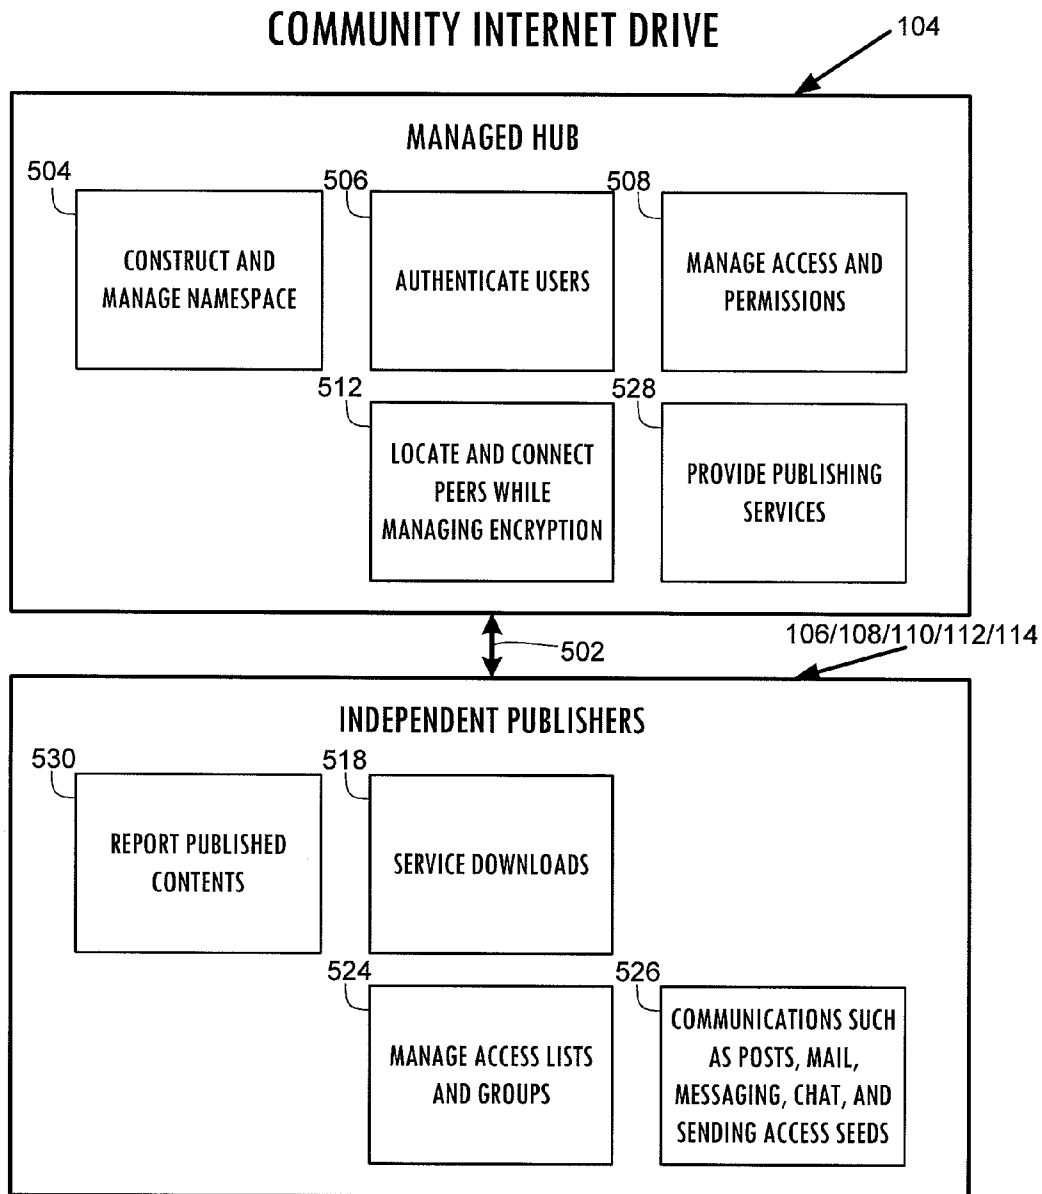 COMMUNITY INTERNET DRIVE
104
MANAGED HUB
504
CONSTRUCT AND
MANAGE NAMESPACE
506
AUTHENTICATE USERS
508
MANAGE ACCESS AND
PERMISSIONS
512
LOCATE AND CONNECT
PEERS WHILE
MANAGING ENCRYPTION
528
PROVIDE PUBLISHING
SERVICES
502
106/108/110/112/114
INDEPENDENT PUBLISHERS
530
REPORT PUBLISHED
CONTENTS
518
SERVICE DOWNLOADS
524
MANAGE ACCESS LISTS
AND GROUPS
526
COMMUNICATIONS SUCH
AS POSTS, MAIL,
MESSAGING, CHAT, AND
SENDING ACCESS SEEDS